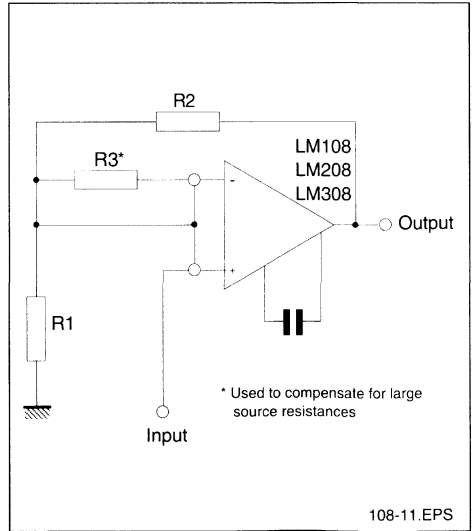 R2
LM108
LM208
LM308
R3*
-
Output
+
R1
* Used to compensate for large
source resistances
Input
108-11.EPS